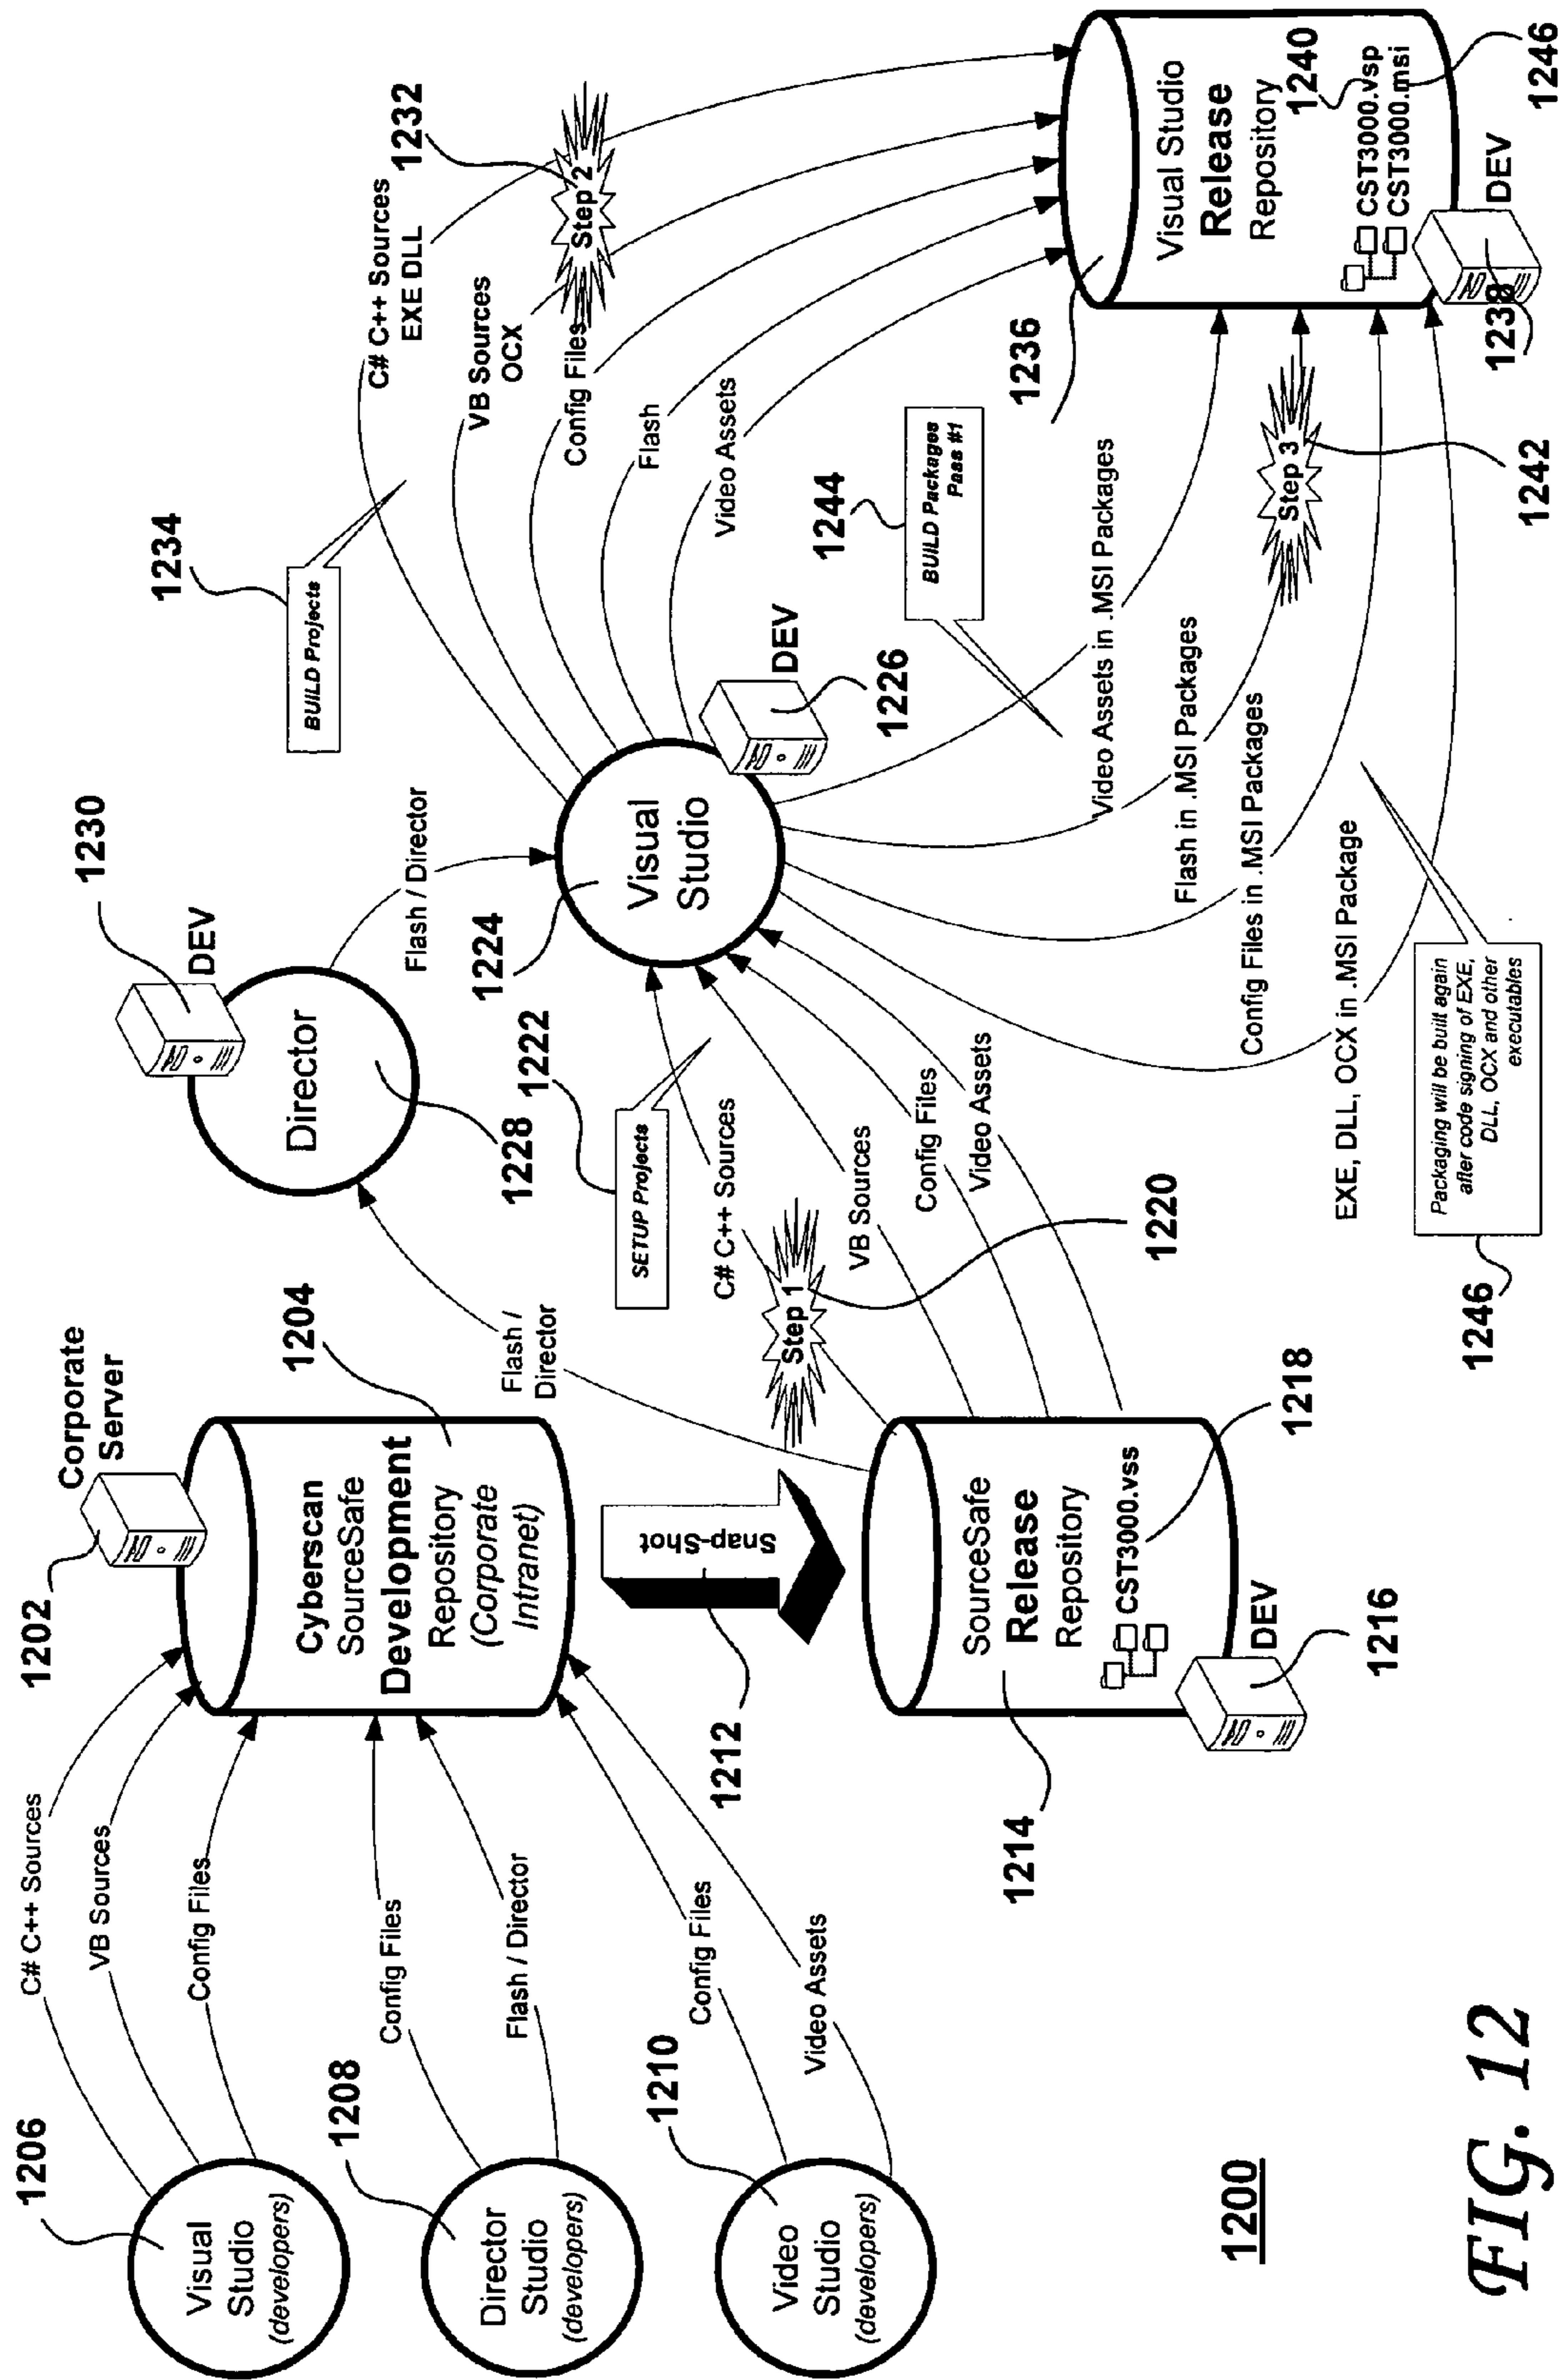 1206
Visual
Studio
(developers)
1208
Director
Studio
(developers)
1210
Video
Studio
(developers)
C# C++ Sources
VB Sources
Config Files
Config Files
Flash / Director
Config Files
Video Assets
1202
Corporate
Server
1204
Cyberscan
SourceSafe
Development
Repository
(Corporate
Intranet)
1212
Snap-Shot
1214
SourceSafe
Release
Repository
CST3000.vss
DEV
1216
1218
Flash /
Director
Step 1
1220
1222
SETUP Projects
C# C++ Sources
VB Sources
Config Files
Video Assets
1230
DEV
Director
1228
Flash / Director
1224
Visual
Studio
DEV
1226
1234
BUILD Projects
C# C++ Sources
EXE DLL
1232
Step 2
VB Sources
OCX
Config Files
Flash
Video Assets
1244
BUILD Packages
Pass #1
Video Assets in .MSI Packages
Flash in .MSI Packages
Config Files in .MSI Packages
EXE, DLL, OCX in .MSI Package
Step 3
1242
Packaging will be built again
after code signing of EXE,
DLL, OCX and other
executables
1246
1236
Visual Studio
Release
Repository
1240
CST3000.vsp
CST3000.msi
1246
DEV
1238
1200
FIG. 12